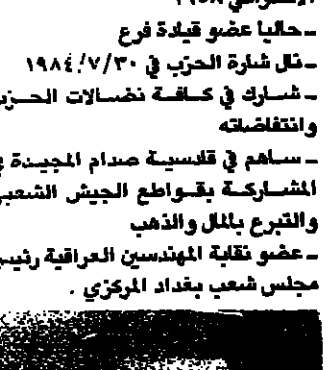 ١٩٥٨
ـ حاليا عضو قيادة فرع
ـ نال شارة الحزب في ١٩٨٤/٧/٣٠
ـ شارك في كافة نضالات الحزب
وانتفاضاته
ـ ساهم في قادسية صدام المجيدة في
المشاركة بقواطع الجيش الشعبي
والتبرع بالمال والذهب
ـ عضو نقابة المهندسين العراقية رئيس
مجلس شعب بغداد المركزي .